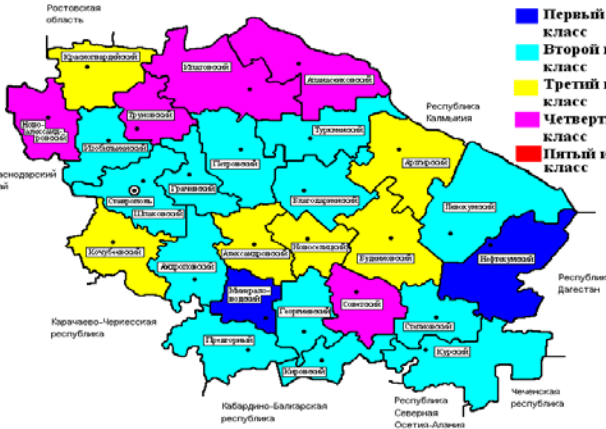 Ростовская
область
Первый
класс
Второй
класс
Третий
класс
Четверт
класс
Пятый
класс
Красногвардейский
Ипатовский
Апанасенковский
Ново-
александ-
ровский
Труновский
Изобильненский
Туркменский
Республика
Калмыкия
Петровский
Арзгирский
аснодарский
ай
Грачевский
Ставрополь
Шпаковский
Благодарненский
Левокумский
Кочубеевский
Александровский
Новоселицкий
Буденновский
Нефтекумский
Андроповский
Минерало-
водский
Георгиевский
Советский
Республик
Дагестан
Степновский
Карачаево-Черкесская
республика
Предгорный
Кировский
Курский
Кабардино-Балкарская
республика
Республика
Северная
Осетия-Алания
Чеченская
республика